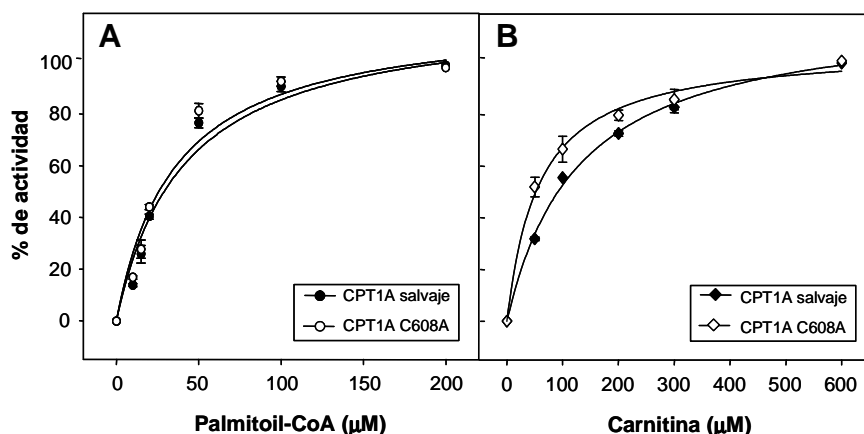 A
B
% de actividad
100
80
60
40
20
0
CPT1A salvaje
CPT1A C608A
CPT1A salvaje
CPT1A C608A
0 50 100 150 200
0 100 200 300 400 500 600
Palmitoil-CoA (µM)
Carnitina (µM)